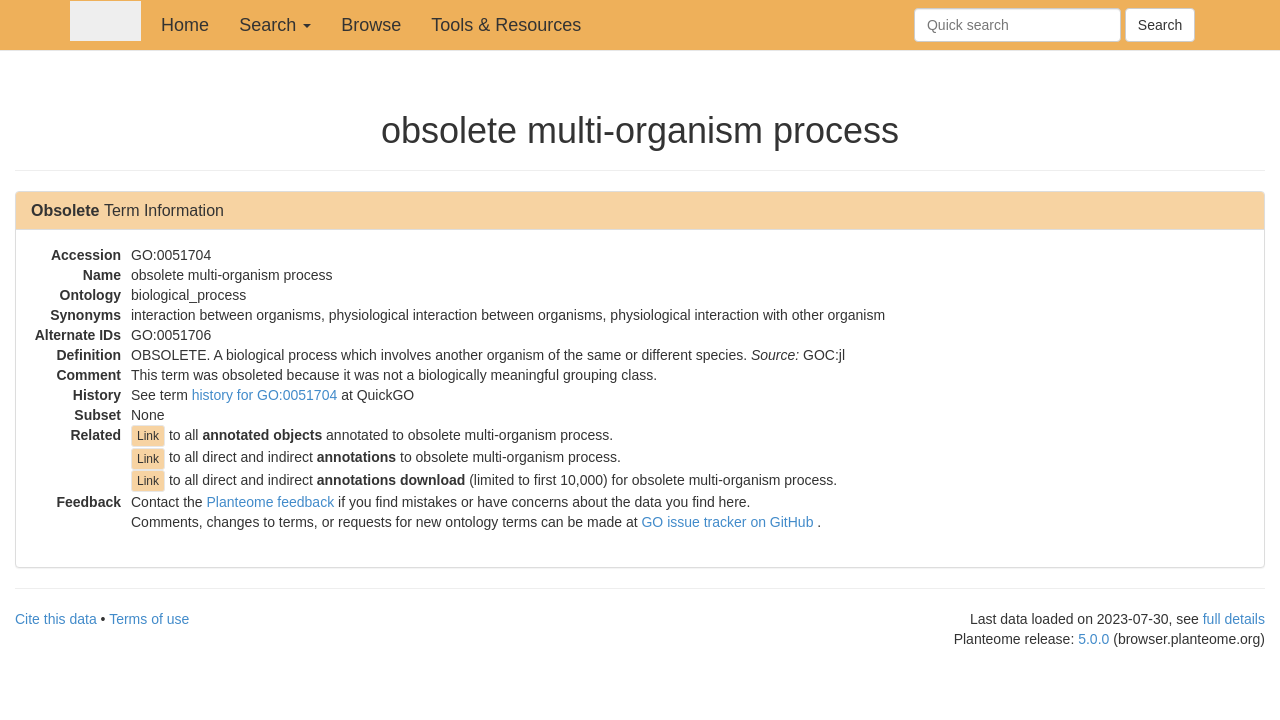 Home Search Browse Tools & Resources Quick search Search
obsolete multi-organism process
Obsolete Term Information
Accession GO:0051704
Name obsolete multi-organism process
Ontology biological_process
Synonyms interaction between organisms, physiological interaction between organisms, physiological interaction with other organism
Alternate IDs GO:0051706
Definition OBSOLETE. A biological process which involves another organism of the same or different species. Source: GOC:jl
Comment This term was obsoleted because it was not a biologically meaningful grouping class.
History See term history for GO:0051704 at QuickGO
Subset None
Related Link to all annotated objects annotated to obsolete multi-organism process.
Link to all direct and indirect annotations to obsolete multi-organism process.
Link to all direct and indirect annotations download (limited to first 10,000) for obsolete multi-organism process.
Feedback Contact the Planteome feedback if you find mistakes or have concerns about the data you find here.
Comments, changes to terms, or requests for new ontology terms can be made at GO issue tracker on GitHub .
Cite this data • Terms of use Last data loaded on 2023-07-30, see full details
Planteome release: 5.0.0 (browser.planteome.org)